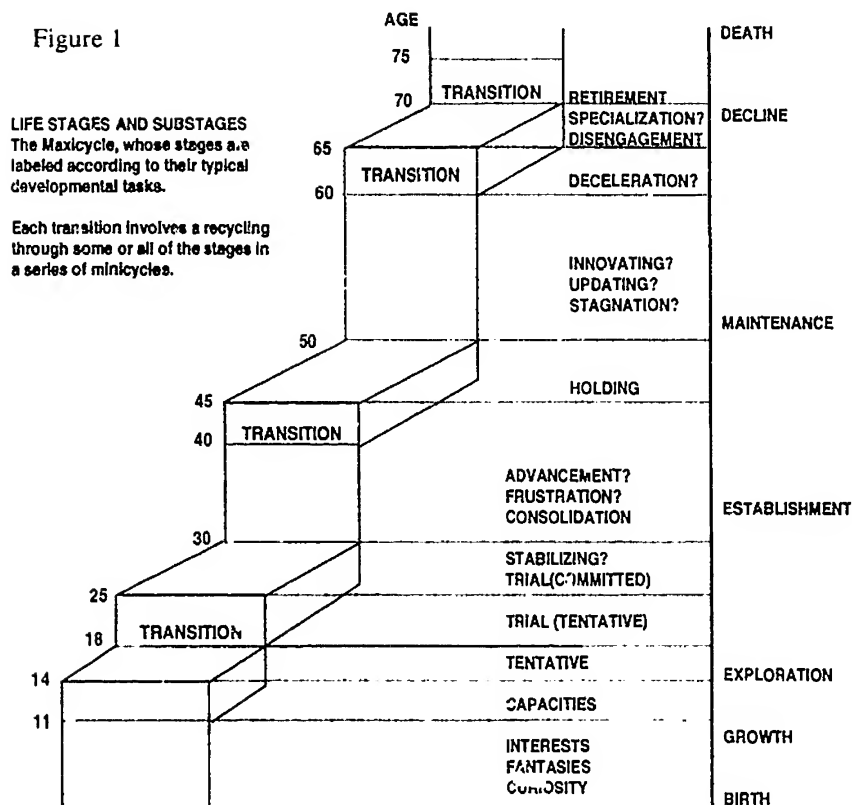 Figure 1
LIFE STAGES AND SUBSTAGES
The Maxicycle, whose stages are
labeled according to their typical
developmental tasks.
Each transition involves a recycling
through some or all of the stages in
a series of minicycles.
AGE
75
70
65
60
50
45
40
30
25
18
14
11
TRANSITION
TRANSITION
TRANSITION
TRANSITION
RETIREMENT
SPECIALIZATION?
DISENGAGEMENT
DECELERATION?
INNOVATING?
UPDATING?
STAGNATION?
HOLDING
ADVANCEMENT?
FRUSTRATION?
CONSOLIDATION
STABILIZING?
TRIAL(COMMITTED)
TRIAL (TENTATIVE)
TENTATIVE
CAPACITIES
INTERESTS
FANTASIES
CURIOSITY
DEATH
DECLINE
MAINTENANCE
ESTABLISHMENT
EXPLORATION
GROWTH
BIRTH